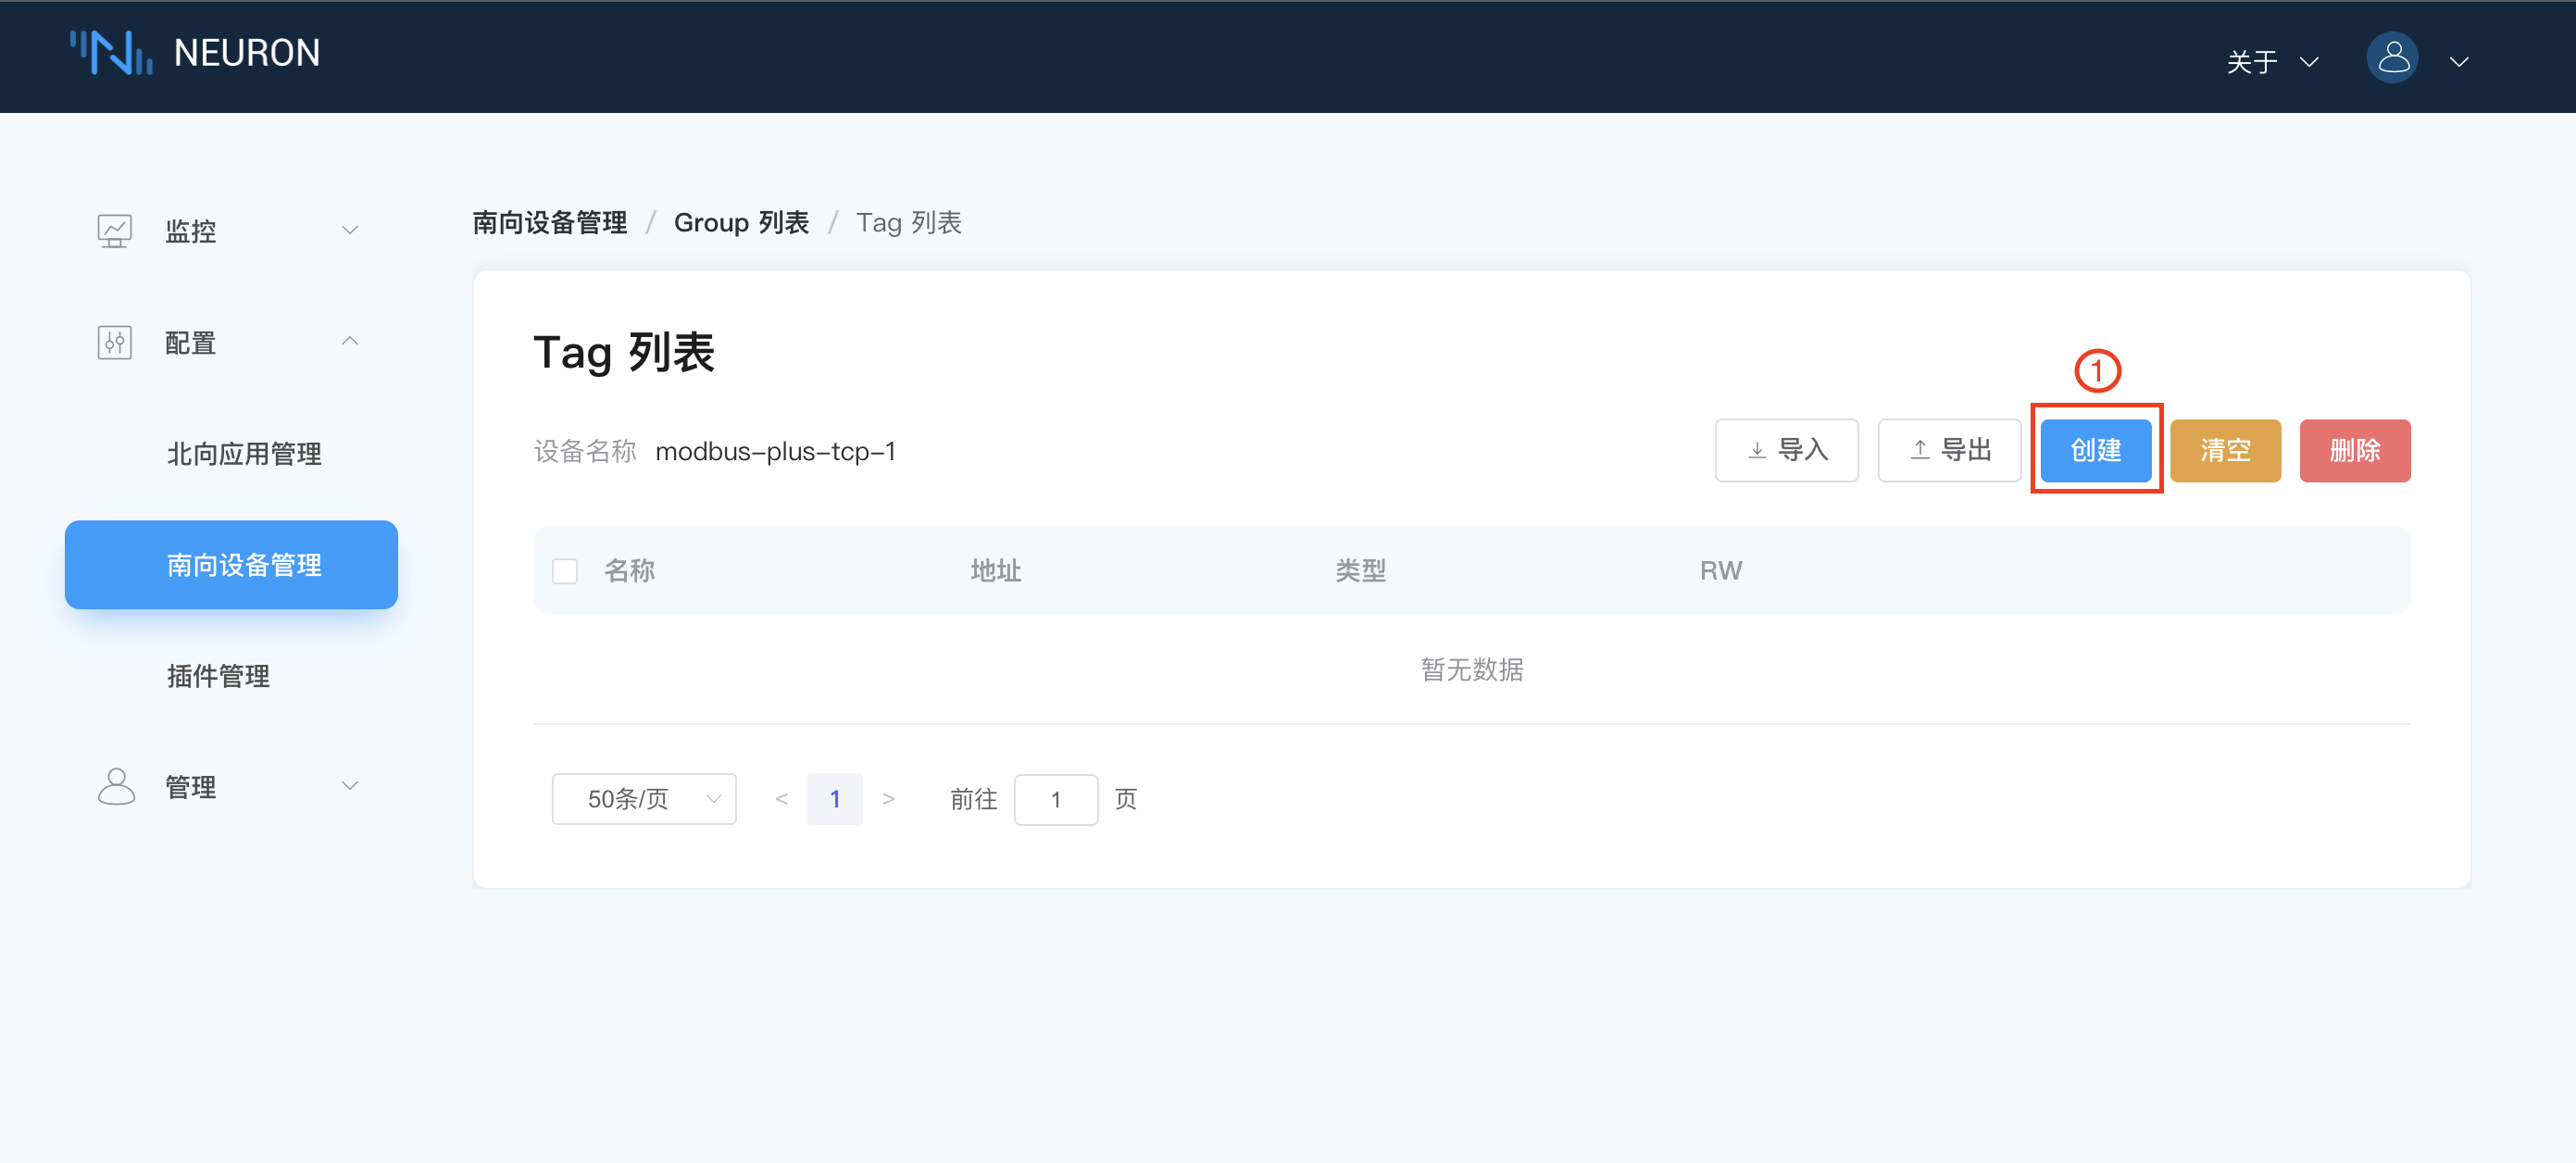 NEURON
关于
监控
配置
北向应用管理
南向设备管理
插件管理
管理
南向设备管理 / Group 列表 / Tag 列表
Tag 列表
1
设备名称 modbus-plus-tcp-1
导入 导出 创建 清空 删除
名称 地址 类型 RW
暂无数据
50条/页 < 1 > 前往 1 页